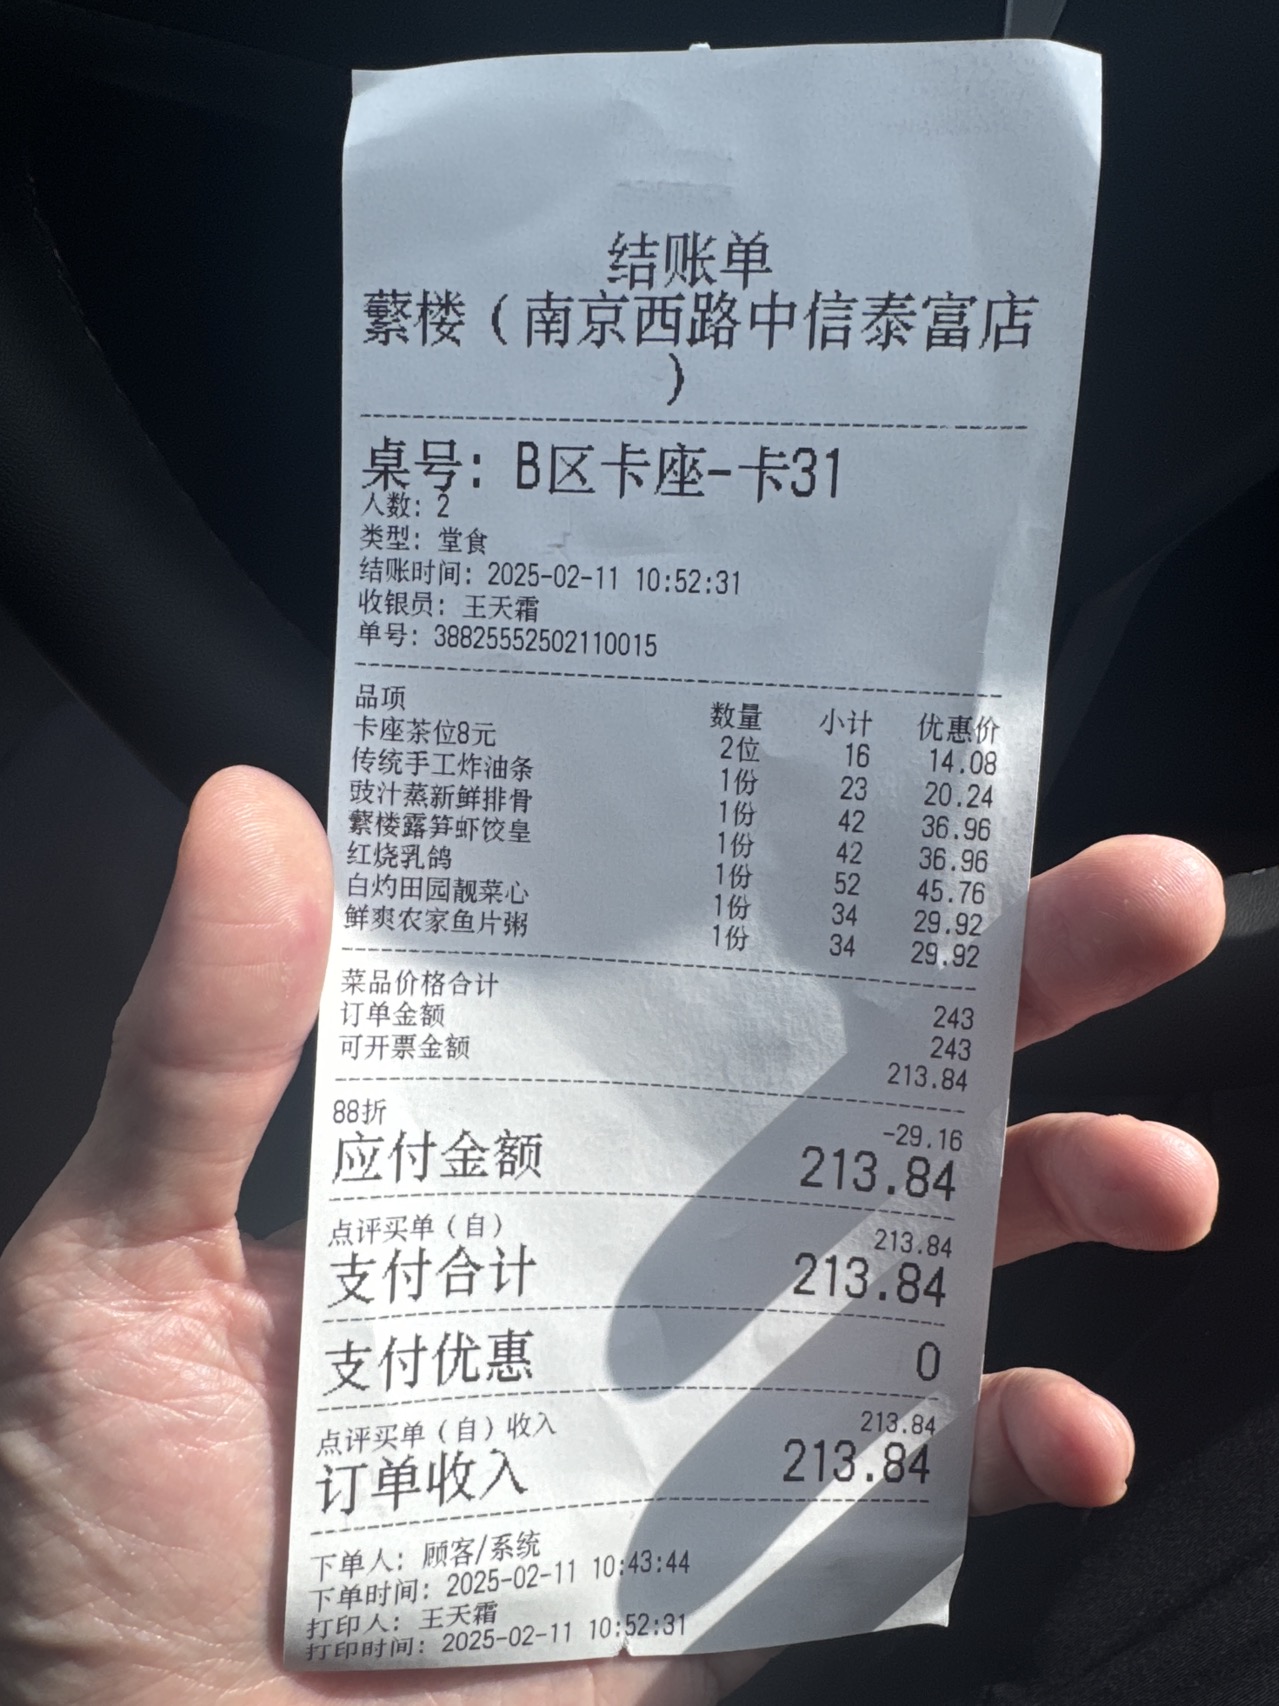 结账单
蘩楼（南京西路中信泰富店
）
桌号：B区卡座-卡31
人数：2
类型：堂食
结账时间：2025-02-11 10:52:31
收银员：王天霜
单号：38825552502110015
品项 数量 小计 优惠价
卡座茶位8元 2位 16 14.08
传统手工炸油条 1份 23 20.24
豉汁蒸新鲜排骨 1份 42 36.96
蘩楼露笋虾饺皇 1份 42 36.96
红烧乳鸽 1份 52 45.76
白灼田园靓菜心 1份 34 29.92
鲜爽农家鱼片粥 1份 34 29.92
菜品价格合计 243
订单金额 243
可开票金额 213.84
88折 -29.16
应付金额 213.84
点评买单（自） 213.84
支付合计 213.84
支付优惠 0
点评买单（自）收入 213.84
订单收入 213.84
下单人：顾客/系统
下单时间：2025-02-11 10:43:44
打印人：王天霜
打印时间：2025-02-11 10:52:31